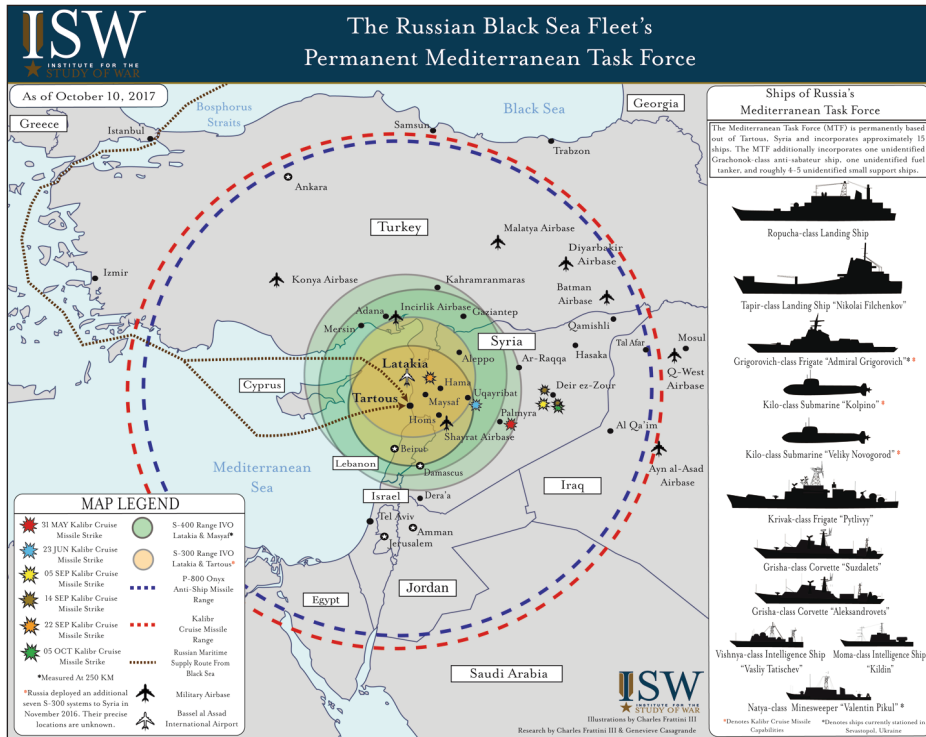 ISW
INSTITUTE FOR THE
STUDY OF WAR
The Russian Black Sea Fleet's
Permanent Mediterranean Task Force
As of October 10, 2017
Bosphorus
Straits
Black Sea
Georgia
Greece
Istanbul
Samsun
Trabzon
Ankara
Turkey
Malatya Airbase
Diyarbakir
Airbase
Izmir
Konya Airbase
Kahramranmaras
Batman
Airbase
Adana
Incirlik Airbase
Gaziantep
Mersin
Qamishli
Syria
Tal Afar
Mosul
Hasaka
Aleppo
Ar-Raqqa
Q-West
Airbase
Latakia
Cyprus
Hama
Deir ez-Zour
Tartous
Maysaf
Uqayribat
Palmyra
Homs
Shayrat Airbase
Al Qa'im
Beirut
Lebanon
Damascus
Ayn al-Asad
Airbase
Mediterranean
Sea
Iraq
Israel
Dera'a
Tel Aviv
Amman
Jerusalem
Jordan
Egypt
Saudi Arabia
MAP LEGEND
31 MAY Kalibr Cruise
Missile Strike
23 JUN Kalibr Cruise
Missile Strike
05 SEP Kalibr Cruise
Missile Strike
14 SEP Kalibr Cruise
Missile Strike
22 SEP Kalibr Cruise
Missile Strike
05 OCT Kalibr Cruise
Missile Strike
*Measured At 250 KM
*Russia deployed an additional
seven S-300 systems to Syria in
November 2016. Their precise
locations are unknown.
S-400 Range IVO
Latakia & Masyaf*
S-300 Range IVO
Latakia & Tartous*
P-800 Onyx
Anti-Ship Missile
Range
Kalibr
Cruise Missile
Range
Russian Maritime
Supply Route From
Black Sea
Military Airbase
Bassel al Assad
International Airport
ISW
INSTITUTE FOR THE
STUDY OF WAR
Illustrations by Charles Frattini III
Research by Charles Frattini III & Genevieve Casagrande
Ships of Russia's
Mediterranean Task Force
The Mediterranean Task Force (MTF) is permanently based
out of Tartous, Syria and incorporates approximately 15
ships. The MTF additionally incorporates one unidentified
Grachonok-class anti-sabateur ship, one unidentified fuel
tanker, and roughly 4-5 unidentified small support ships.
Ropucha-class Landing Ship
Tapir-class Landing Ship "Nikolai Filchenkov"
Grigorovich-class Frigate "Admiral Grigorovich"* *
Kilo-class Submarine "Kolpino" *
Kilo-class Submarine "Veliky Novogorod" *
Krivak-class Frigate "Pytlivyy"
Grisha-class Corvette "Suzdalets"
Grisha-class Corvette "Aleksandrovets"
Vishnya-class Intelligence Ship
"Vasliy Tatischev"
Moma-class Intelligence Ship
"Kildin"
Natya-class Minesweeper "Valentin Pikul" *
*Denotes Kalibr Cruise Missile
Capabilities
*Denotes ships currently stationed in
Sevastopol, Ukraine